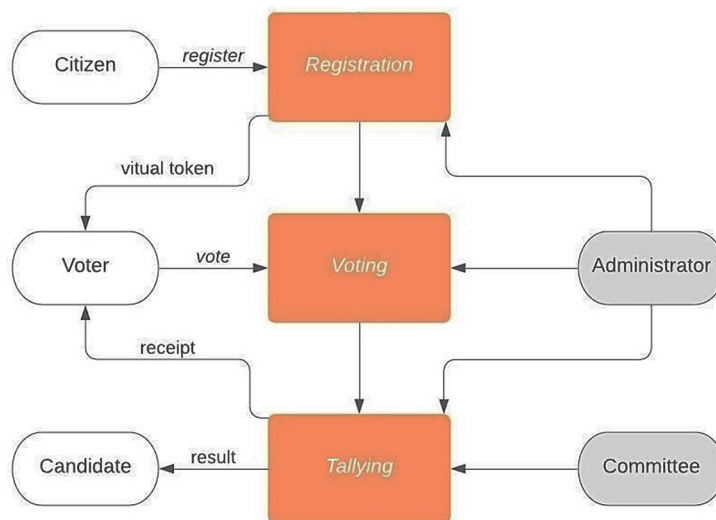 Citizen
register
Registration
vitual token
Voter
vote
Voting
Administrator
receipt
Candidate
result
Tallying
Committee